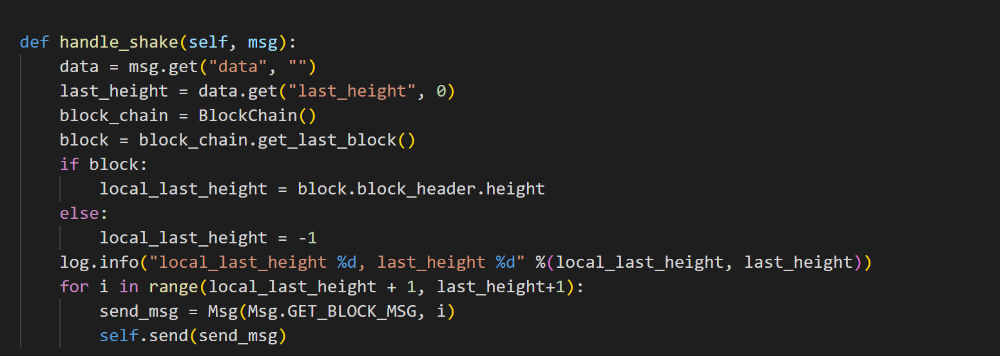 def handle_shake(self, msg):
    data = msg.get("data", "")
    last_height = data.get("last_height", 0)
    block_chain = BlockChain()
    block = block_chain.get_last_block()
    if block:
        local_last_height = block.block_header.height
    else:
        local_last_height = -1
    log.info("local_last_height %d, last_height %d" %(local_last_height, last_height))
    for i in range(local_last_height + 1, last_height+1):
        send_msg = Msg(Msg.GET_BLOCK_MSG, i)
        self.send(send_msg)